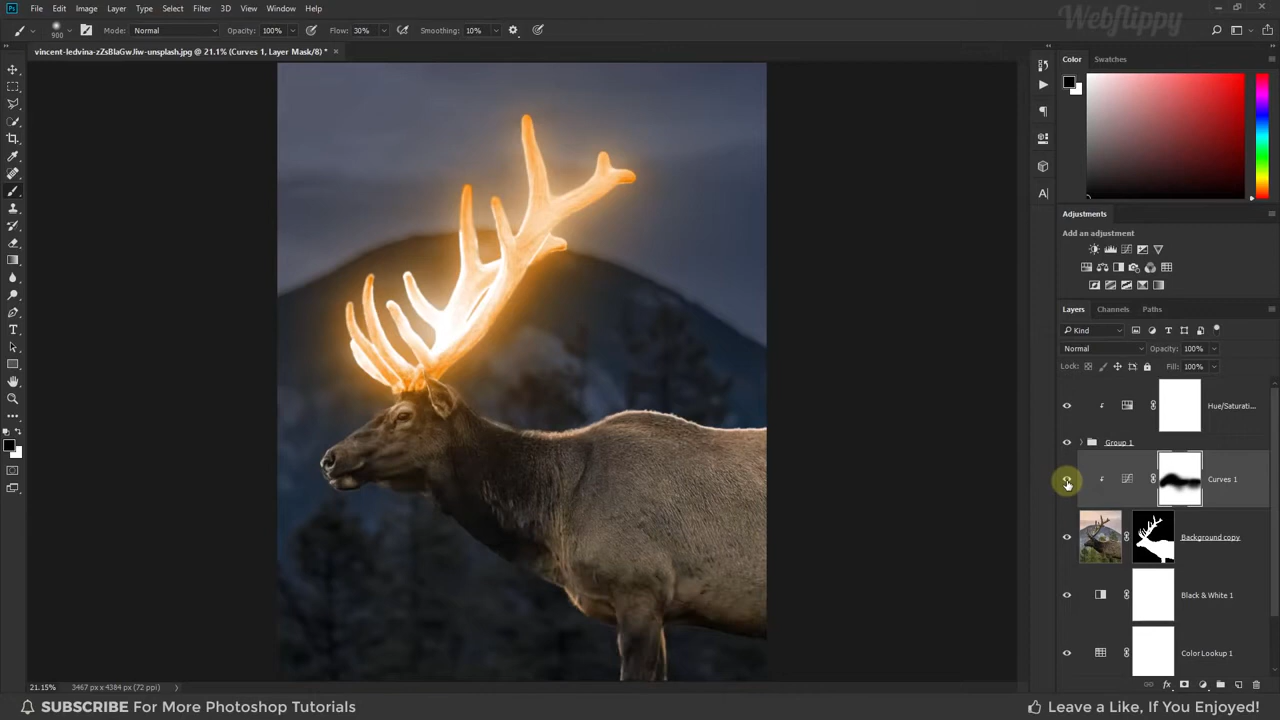 Ps File Edit Image Layer Type Select Filter 3D View Window Help
Webflippy
900 Mode: Normal Opacity: 100% Flow: 30% Smoothing: 10%
vincent-ledvina-zZsBlaGwJiw-unsplash.jpg @ 21.1% (Curves 1, Layer Mask/8) *
Color Swatches
Adjustments
Add an adjustment
Layers Channels Paths
Kind
Normal Opacity: 100%
Lock: Fill: 100%
Hue/Saturati...
Group 1
Curves 1
Background copy
Black & White 1
Color Lookup 1
21.15% 3467 px x 4384 px (72 ppi)
SUBSCRIBE For More Photoshop Tutorials
Leave a Like, If You Enjoyed!